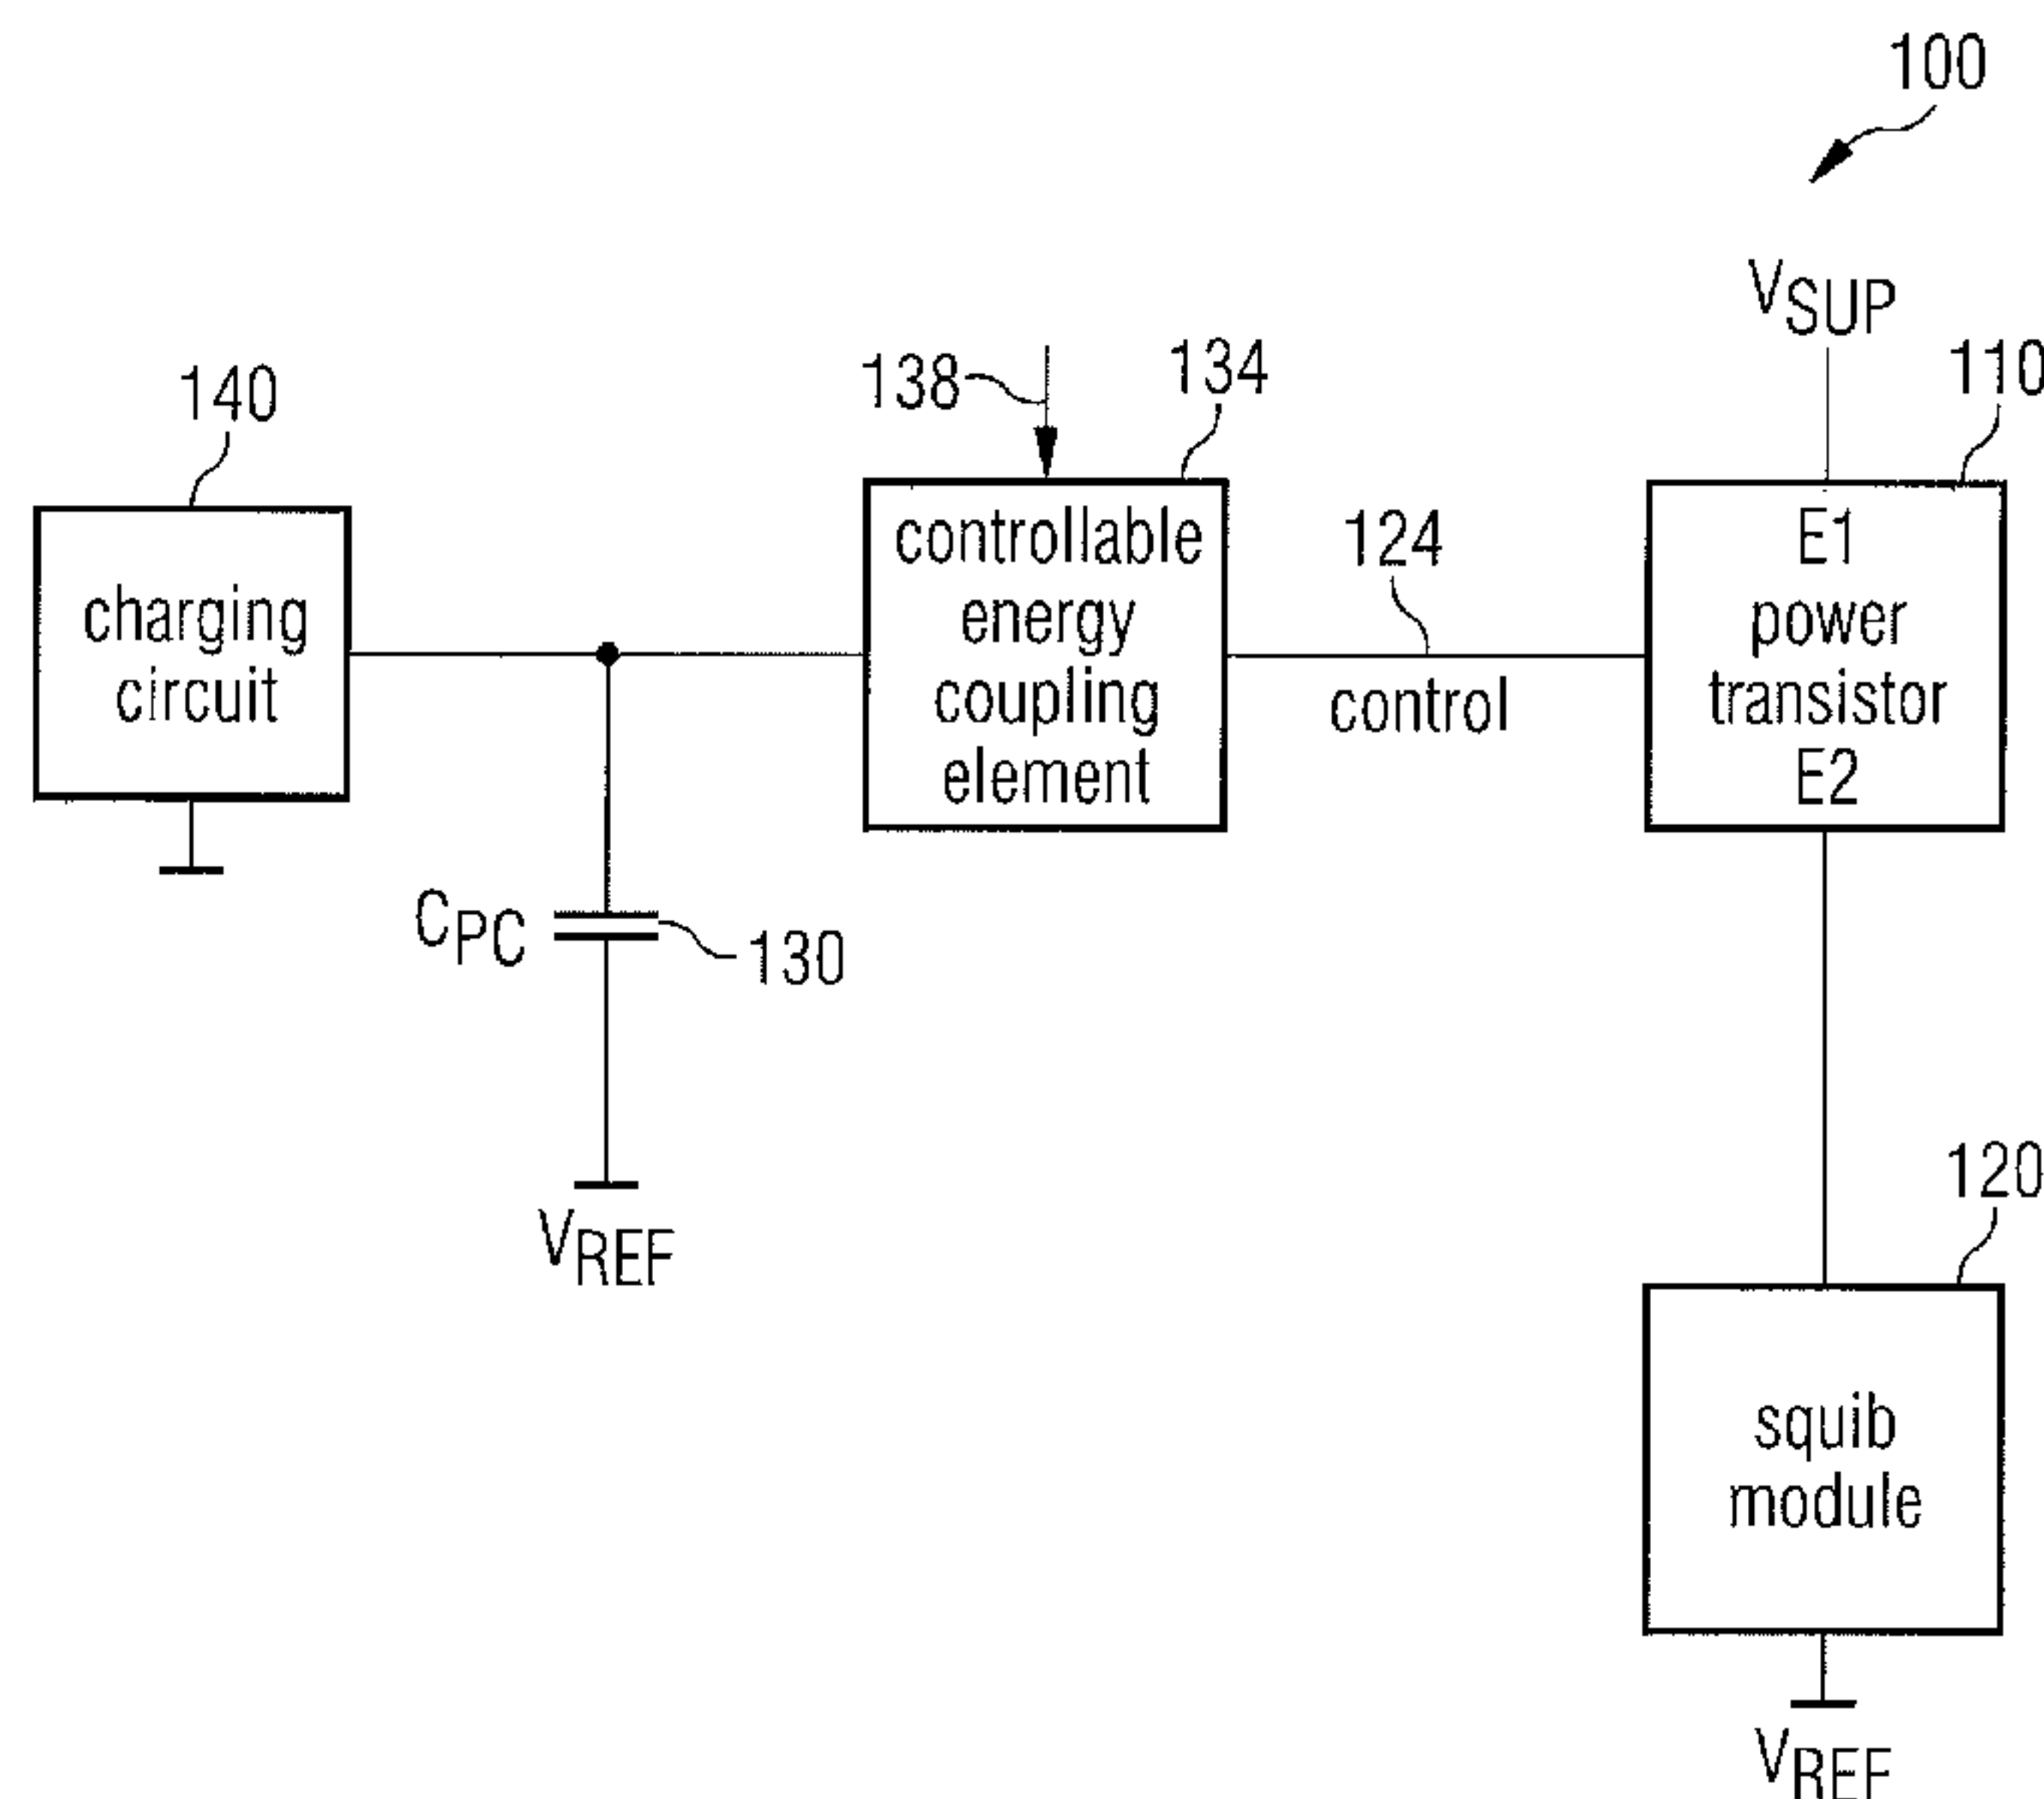 100
V_SUP
140
138
134
110
charging
circuit
controllable
energy
coupling
element
124
control
E1
power
transistor
E2
C_PC
130
V_REF
120
squib
module
V_REF